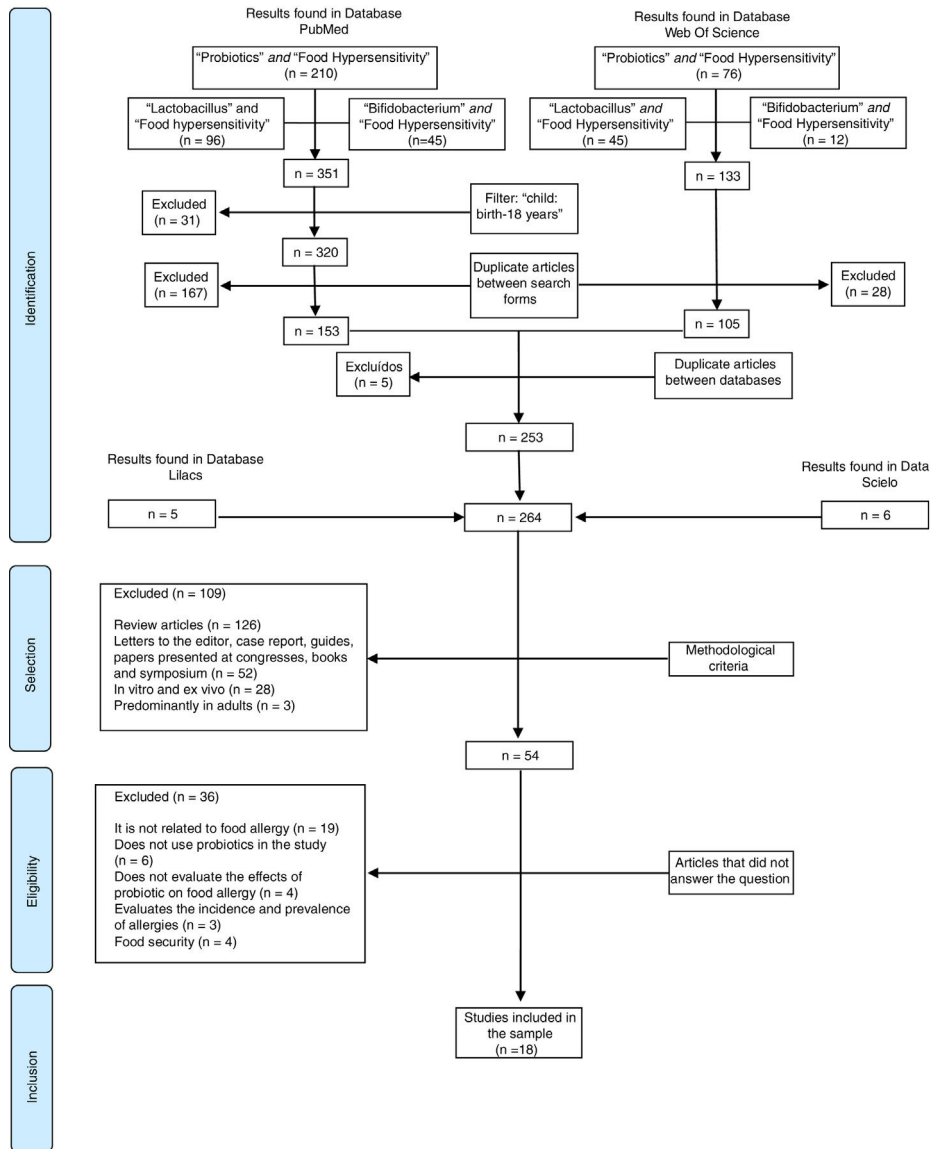 Results found in Database
PubMed
Results found in Database
Web Of Science
“Probiotics” and “Food Hypersensitivity”
(n = 210)
“Probiotics” and “Food Hypersensitivity”
(n = 76)
“Lactobacillus” and
“Food hypersensitivity”
(n = 96)
“Bifidobacterium” and
“Food Hypersensitivity”
(n=45)
“Lactobacillus” and
“Food Hypersensitivity”
(n = 45)
“Bifidobacterium” and
“Food Hypersensitivity”
(n = 12)
n = 351
n = 133
Excluded
(n = 31)
Filter: “child:
birth-18 years”
n = 320
Excluded
(n = 167)
Duplicate articles
between search
forms
Excluded
(n = 28)
n = 153
n = 105
Excluídos
(n = 5)
Duplicate articles
between databases
n = 253
Results found in Database
Lilacs
Results found in Data
Scielo
n = 5
n = 264
n = 6
Identification
Excluded (n = 109)
Review articles (n = 126)
Letters to the editor, case report, guides,
papers presented at congresses, books
and symposium (n = 52)
In vitro and ex vivo (n = 28)
Predominantly in adults (n = 3)
Methodological
criteria
Selection
n = 54
Excluded (n = 36)
It is not related to food allergy (n = 19)
Does not use probiotics in the study
(n = 6)
Does not evaluate the effects of
probiotic on food allergy (n = 4)
Evaluates the incidence and prevalence
of allergies (n = 3)
Food security (n = 4)
Articles that did not
answer the question
Eligibility
Studies included in
the sample
(n =18)
Inclusion